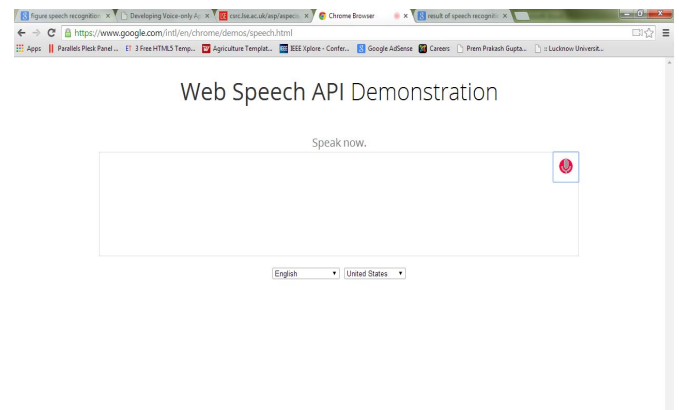 figure speech recognition Developing Voice-only Ap csrc.lse.ac.uk/asp/aspecis Chrome Browser result of speech recogniti
https://www.google.com/intl/en/chrome/demos/speech.html
Apps Parallels Plesk Panel ... 3 Free HTML5 Temp... Agriculture Templat... IEEE Xplore - Confer... Google AdSense Careers Prem Prakash Gupta... :: Lucknow Universit...
Web Speech API Demonstration
Speak now.
English United States